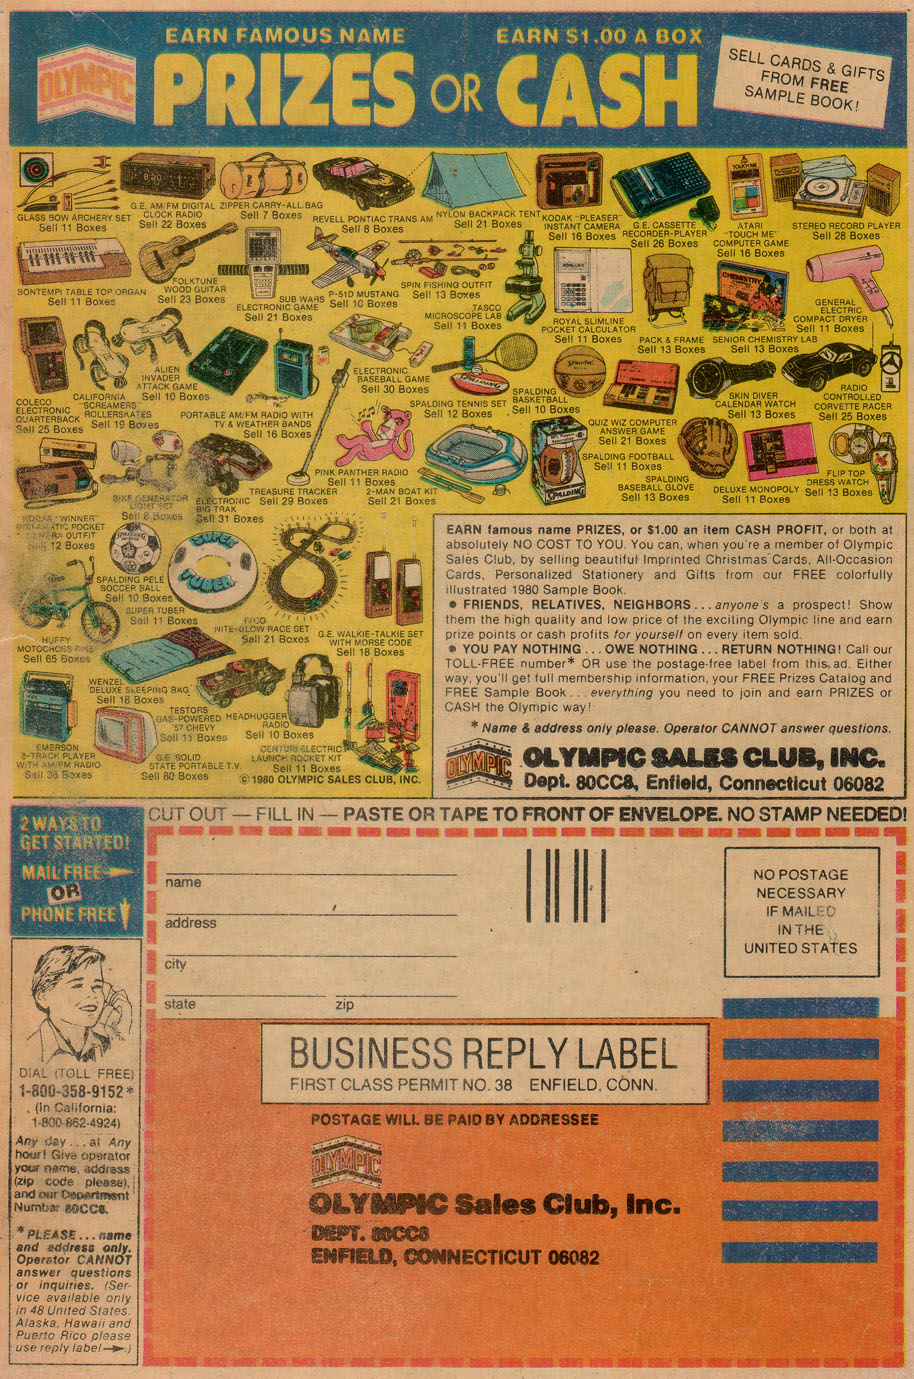 EARN FAMOUS NAME
PRIZES OR CASH
EARN $1.00 A BOX
OLYMPIC
SELL CARDS & GIFTS
FROM FREE
SAMPLE BOOK!
GLASS BOW ARCHERY SET
Sell 11 Boxes
G.E. AM/FM DIGITAL
CLOCK RADIO
Sell 22 Boxes
ZIPPER CARRY-ALL BAG
Sell 7 Boxes
REVELL PONTIAC TRANS AM
Sell 8 Boxes
NYLON BACKPACK TENT
Sell 21 Boxes
KODAK "PLEASER"
INSTANT CAMERA
Sell 16 Boxes
G.E. CASSETTE
RECORDER-PLAYER
Sell 26 Boxes
ATARI
"TOUCH ME"
COMPUTER GAME
Sell 16 Boxes
STEREO RECORD PLAYER
Sell 28 Boxes
BONTEMPI TABLE TOP ORGAN
Sell 11 Boxes
FOLKTUNE
WOOD GUITAR
Sell 23 Boxes
SUB WARS
ELECTRONIC GAME
Sell 21 Boxes
P-51D MUSTANG
Sell 10 Boxes
SPIN FISHING OUTFIT
Sell 13 Boxes
TASCO
MICROSCOPE LAB
Sell 11 Boxes
ROYAL SLIMLINE
POCKET CALCULATOR
Sell 11 Boxes
PACK & FRAME
Sell 13 Boxes
CHEMISTRY
SENIOR CHEMISTRY LAB
Sell 13 Boxes
GENERAL
ELECTRIC
COMPACT DRYER
Sell 11 Boxes
COLECO
ELECTRONIC
QUARTERBACK
Sell 25 Boxes
CALIFORNIA
"SCREAMERS"
ROLLERSKATES
Sell 19 Boxes
ALIEN
INVADER
ATTACK GAME
Sell 10 Boxes
PORTABLE AM/FM RADIO WITH
TV & WEATHER BANDS
Sell 16 Boxes
ELECTRONIC
BASEBALL GAME
Sell 30 Boxes
SPALDING TENNIS SET
Sell 12 Boxes
SPALDING
BASKETBALL
Sell 10 Boxes
QUIZ WIZ COMPUTER
ANSWER GAME
Sell 21 Boxes
SKIN DIVER
CALENDAR WATCH
Sell 13 Boxes
RADIO
CONTROLLED
CORVETTE RACER
Sell 25 Boxes
KODAK "WINNER"
INSTAMATIC POCKET
CAMERA OUTFIT
Sell 12 Boxes
BIKE GENERATOR
LIGHT SET
Sell 8 Boxes
ELECTRONIC
BIG TRAK
Sell 31 Boxes
TREASURE TRACKER
Sell 29 Boxes
PINK PANTHER RADIO
Sell 11 Boxes
2-MAN BOAT KIT
Sell 21 Boxes
SPALDING
SPALDING FOOTBALL
Sell 11 Boxes
SPALDING
BASEBALL GLOVE
Sell 13 Boxes
DELUXE MONOPOLY
Sell 11 Boxes
FLIP TOP
DRESS WATCH
Sell 13 Boxes
SPALDING PELÉ
SOCCER BALL
Sell 10 Boxes
SUPER
TUBER
SUPER TUBER
Sell 11 Boxes
TYCO
NITE-GLOW RACE SET
Sell 21 Boxes
G.E. WALKIE-TALKIE SET
WITH MORSE CODE
Sell 18 Boxes
HUFFY
MOTOCROSS BIKE
Sell 65 Boxes
WENZEL
DELUXE SLEEPING BAG
Sell 18 Boxes
EMERSON
8-TRACK PLAYER
WITH AM/FM RADIO
Sell 36 Boxes
G.E. SOLID
STATE PORTABLE T.V.
Sell 80 Boxes
TESTORS
GAS-POWERED
'57 CHEVY
Sell 11 Boxes
HEADHUGGER
RADIO
Sell 10 Boxes
CENTURI ELECTRIC
LAUNCH ROCKET KIT
Sell 11 Boxes
© 1980 OLYMPIC SALES CLUB, INC.
EARN famous name PRIZES, or $1.00 an item CASH PROFIT, or both at
absolutely NO COST TO YOU. You can, when you're a member of Olympic
Sales Club, by selling beautiful Imprinted Christmas Cards, All-Occasion
Cards, Personalized Stationery and Gifts from our FREE colorfully
illustrated 1980 Sample Book.
● FRIENDS, RELATIVES, NEIGHBORS...anyone's a prospect! Show
them the high quality and low price of the exciting Olympic line and earn
prize points or cash profits for yourself on every item sold.
● YOU PAY NOTHING...OWE NOTHING...RETURN NOTHING! Call our
TOLL-FREE number* OR use the postage-free label from this ad. Either
way, you'll get full membership information, your FREE Prizes Catalog and
FREE Sample Book...everything you need to join and earn PRIZES or
CASH the Olympic way!
* Name & address only please. Operator CANNOT answer questions.
OLYMPIC
OLYMPIC SALES CLUB, INC.
Dept. 80CC8, Enfield, Connecticut 06082
2 WAYS TO
GET STARTED!
MAIL FREE
OR
PHONE FREE
CUT OUT — FILL IN — PASTE OR TAPE TO FRONT OF ENVELOPE. NO STAMP NEEDED!
name
address
city
state zip
NO POSTAGE
NECESSARY
IF MAILED
IN THE
UNITED STATES
DIAL (TOLL FREE)
1-800-358-9152*
(In California:
1-800-862-4924)
Any day...at Any
hour! Give operator
your name, address
(zip code please),
and our Department
Number 80CC8.
* PLEASE...name
and address only.
Operator CANNOT
answer questions
or inquiries. (Ser-
vice available only
in 48 United States.
Alaska, Hawaii and
Puerto Rico please
use reply label→.)
BUSINESS REPLY LABEL
FIRST CLASS PERMIT NO. 38 ENFIELD, CONN.
POSTAGE WILL BE PAID BY ADDRESSEE
OLYMPIC
OLYMPIC Sales Club, Inc.
DEPT. 80CC8
ENFIELD, CONNECTICUT 06082